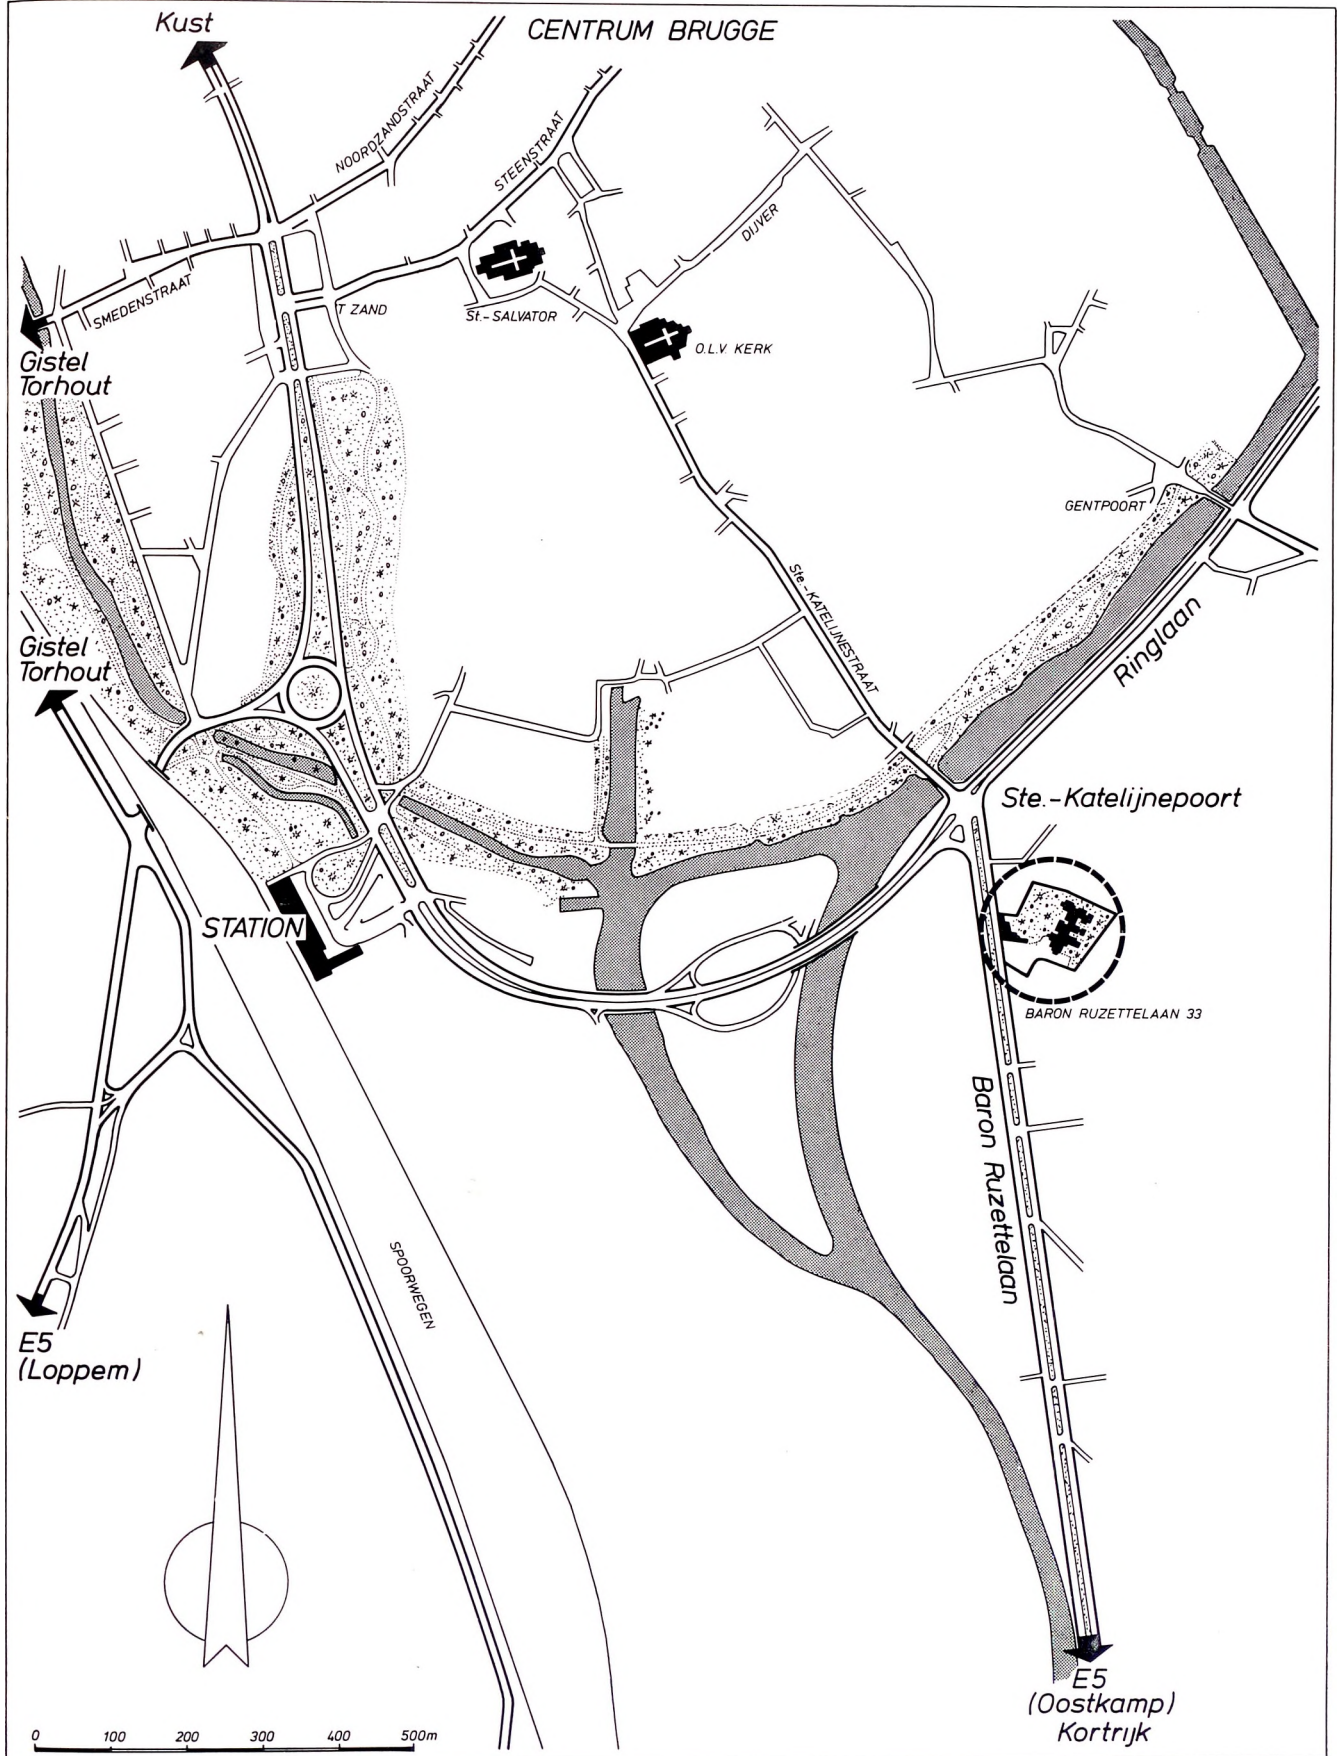 Kust
CENTRUM BRUGGE
NOORDZANDSTRAAT
STEENSTRAAT
DIJVER
SMEDENSTRAAT
'T ZAND
St.-SALVATOR
O.L.V. KERK
Gistel
Torhout
GENTPOORT
Ste.-KATELIJNESTRAAT
Ringlaan
Gistel
Torhout
Ste.-Katelijnepoort
STATION
BARON RUZETTELAAN 33
Baron Ruzettelaan
SPOORWEGEN
E5
(Loppem)
E5
(Oostkamp)
Kortrijk
0 100 200 300 400 500m